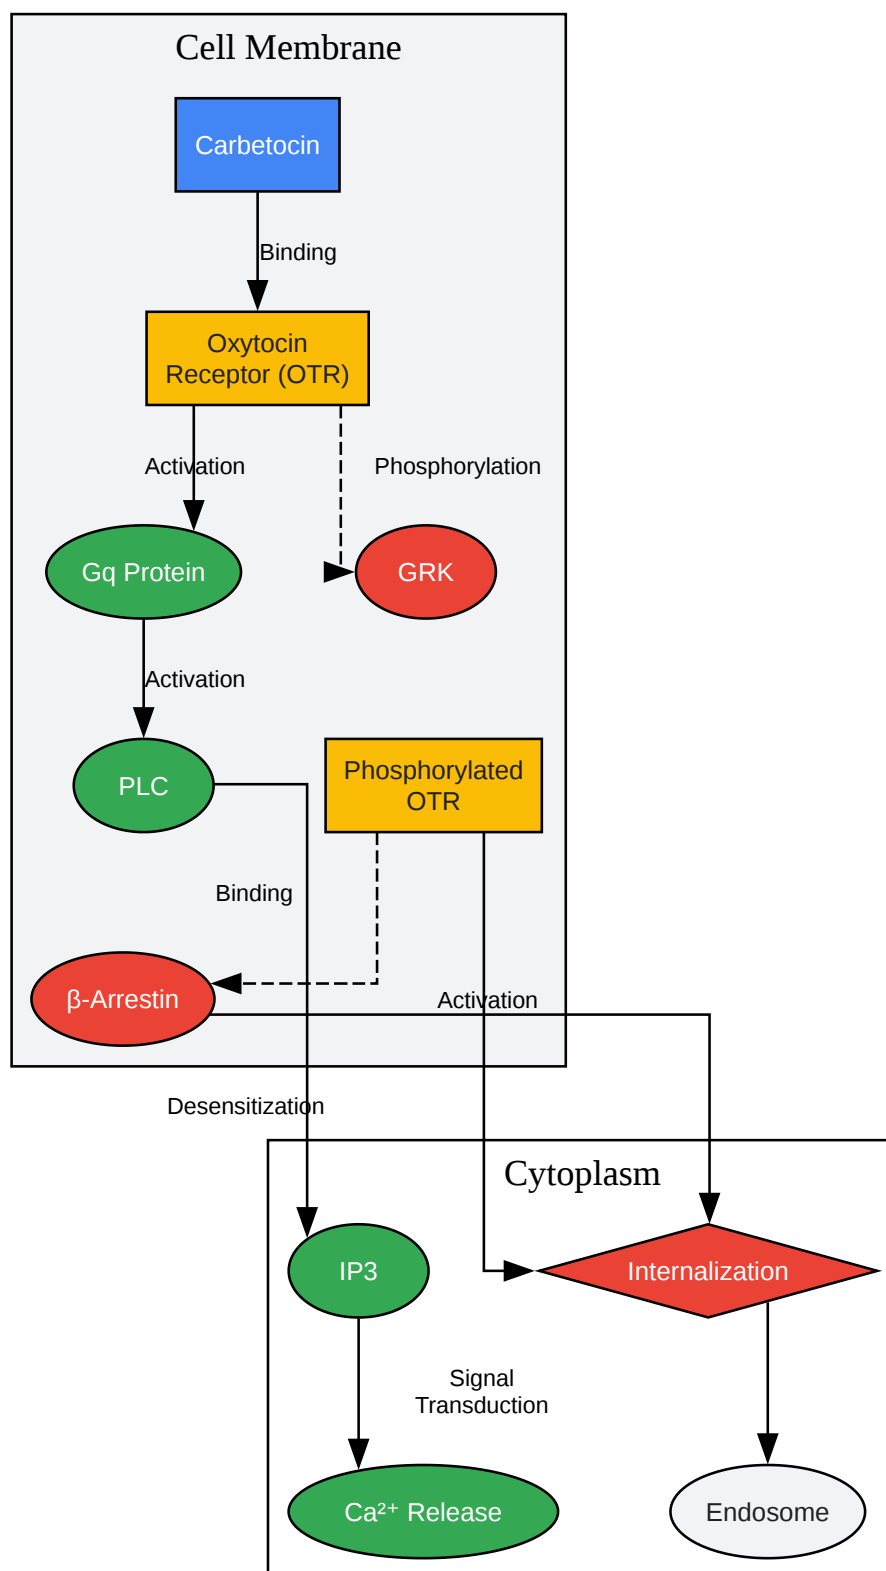 Cell Membrane
Carbetocin
Binding
Oxytocin
Receptor (OTR)
Activation
Phosphorylation
Gq Protein
GRK
Activation
PLC
Phosphorylated
OTR
Binding
β-Arrestin
Activation
Desensitization
Cytoplasm
IP3
Internalization
Signal
Transduction
Ca²⁺ Release
Endosome